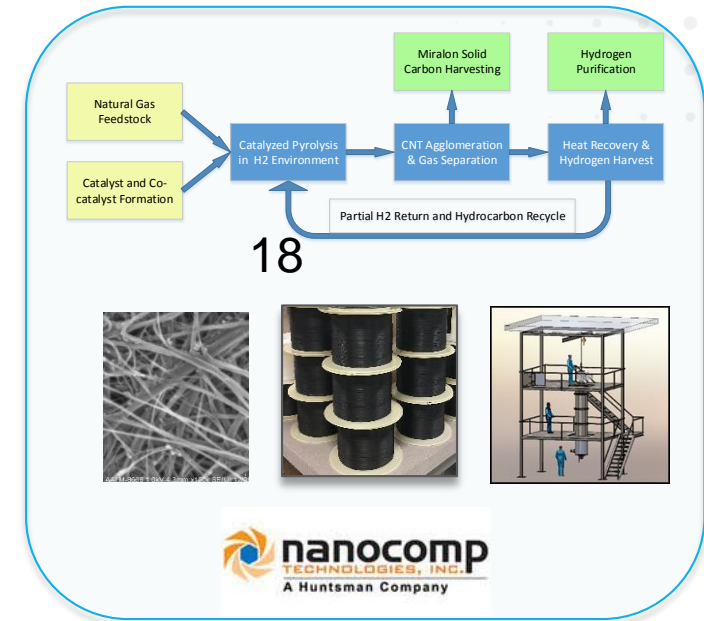 Miralon Solid
Carbon Harvesting
Hydrogen
Purification
Natural Gas
Feedstock
Catalyzed Pyrolysis
in H2 Environment
CNT Agglomeration
& Gas Separation
Heat Recovery &
Hydrogen Harvest
Catalyst and Co-
catalyst Formation
Partial H2 Return and Hydrocarbon Recycle
18
nanocomp
TECHNOLOGIES, INC.
A Huntsman Company